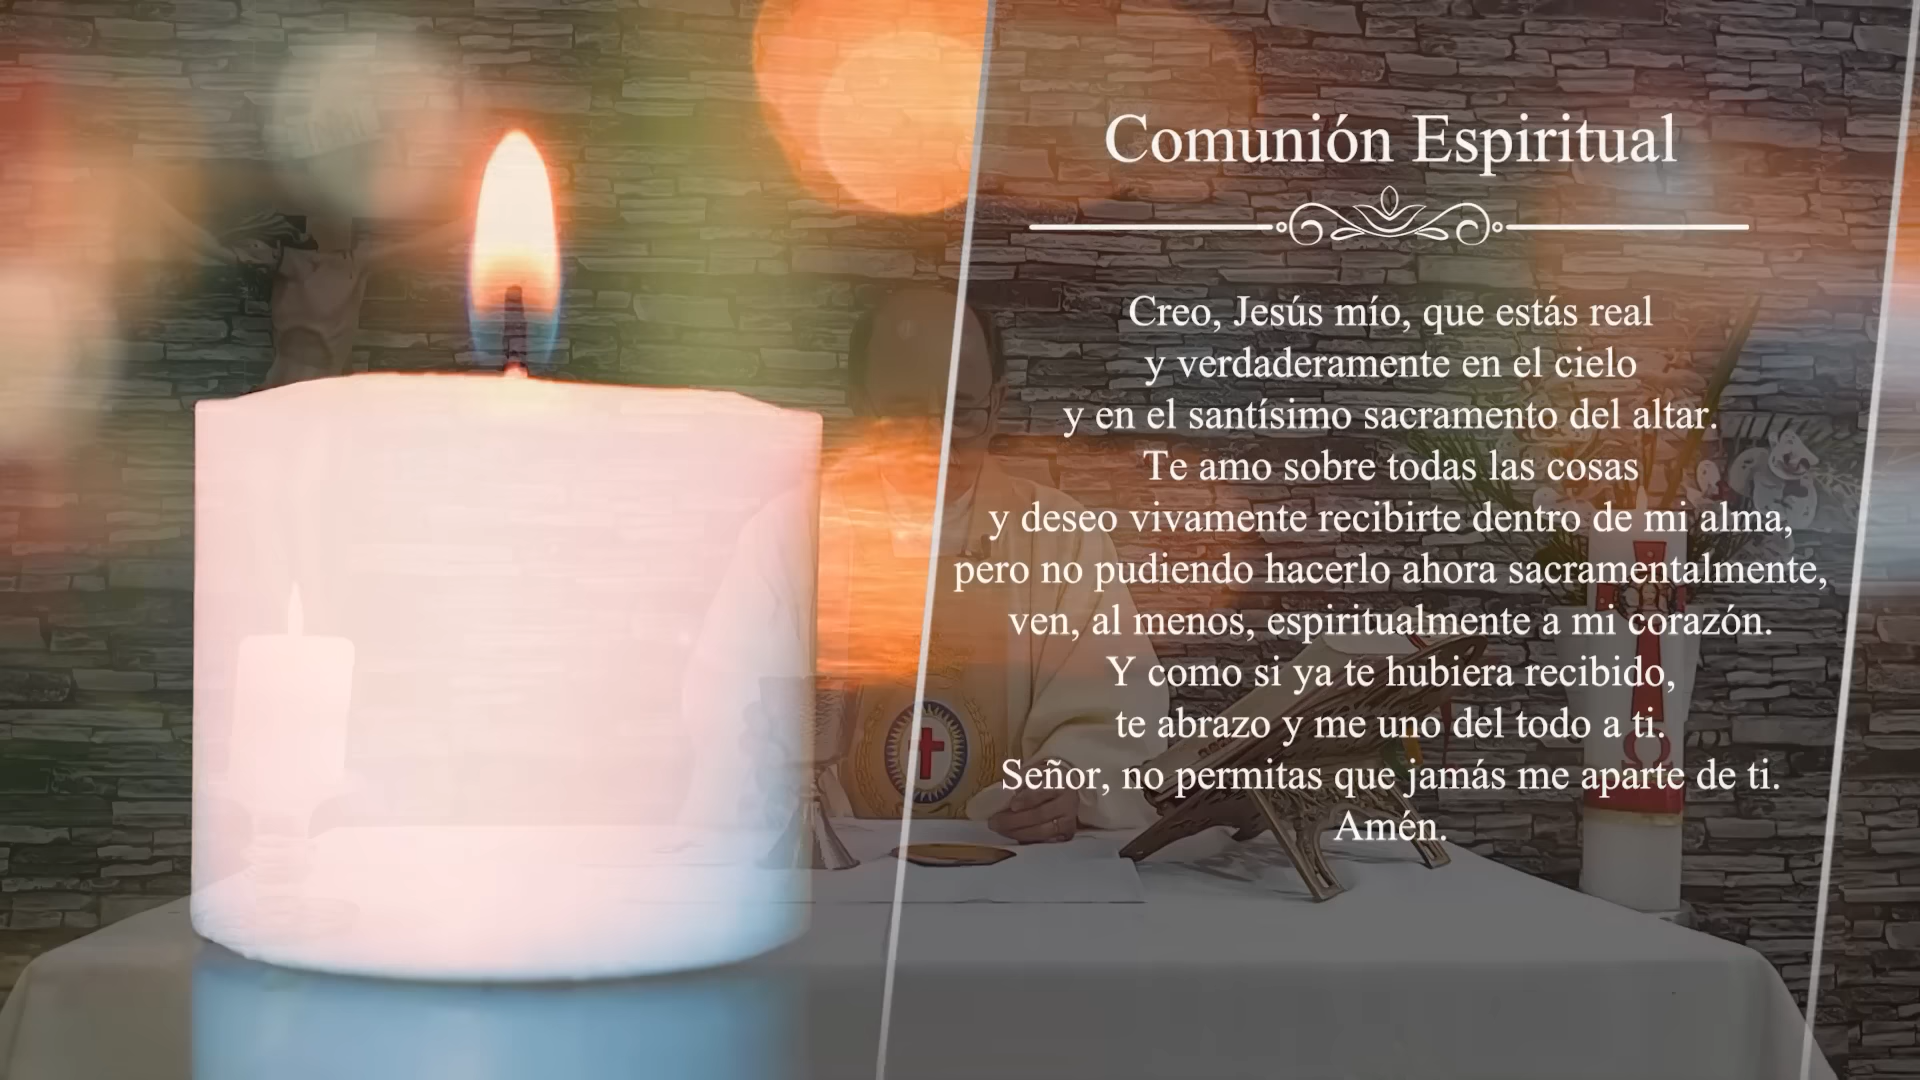 Comunión Espiritual
Creo, Jesús mío, que estás real
y verdaderamente en el cielo
y en el santísimo sacramento del altar.
Te amo sobre todas las cosas
y deseo vivamente recibirte dentro de mi alma,
pero no pudiendo hacerlo ahora sacramentalmente,
ven, al menos, espiritualmente a mi corazón.
Y como si ya te hubiera recibido,
te abrazo y me uno del todo a ti.
Señor, no permitas que jamás me aparte de ti.
Amén.